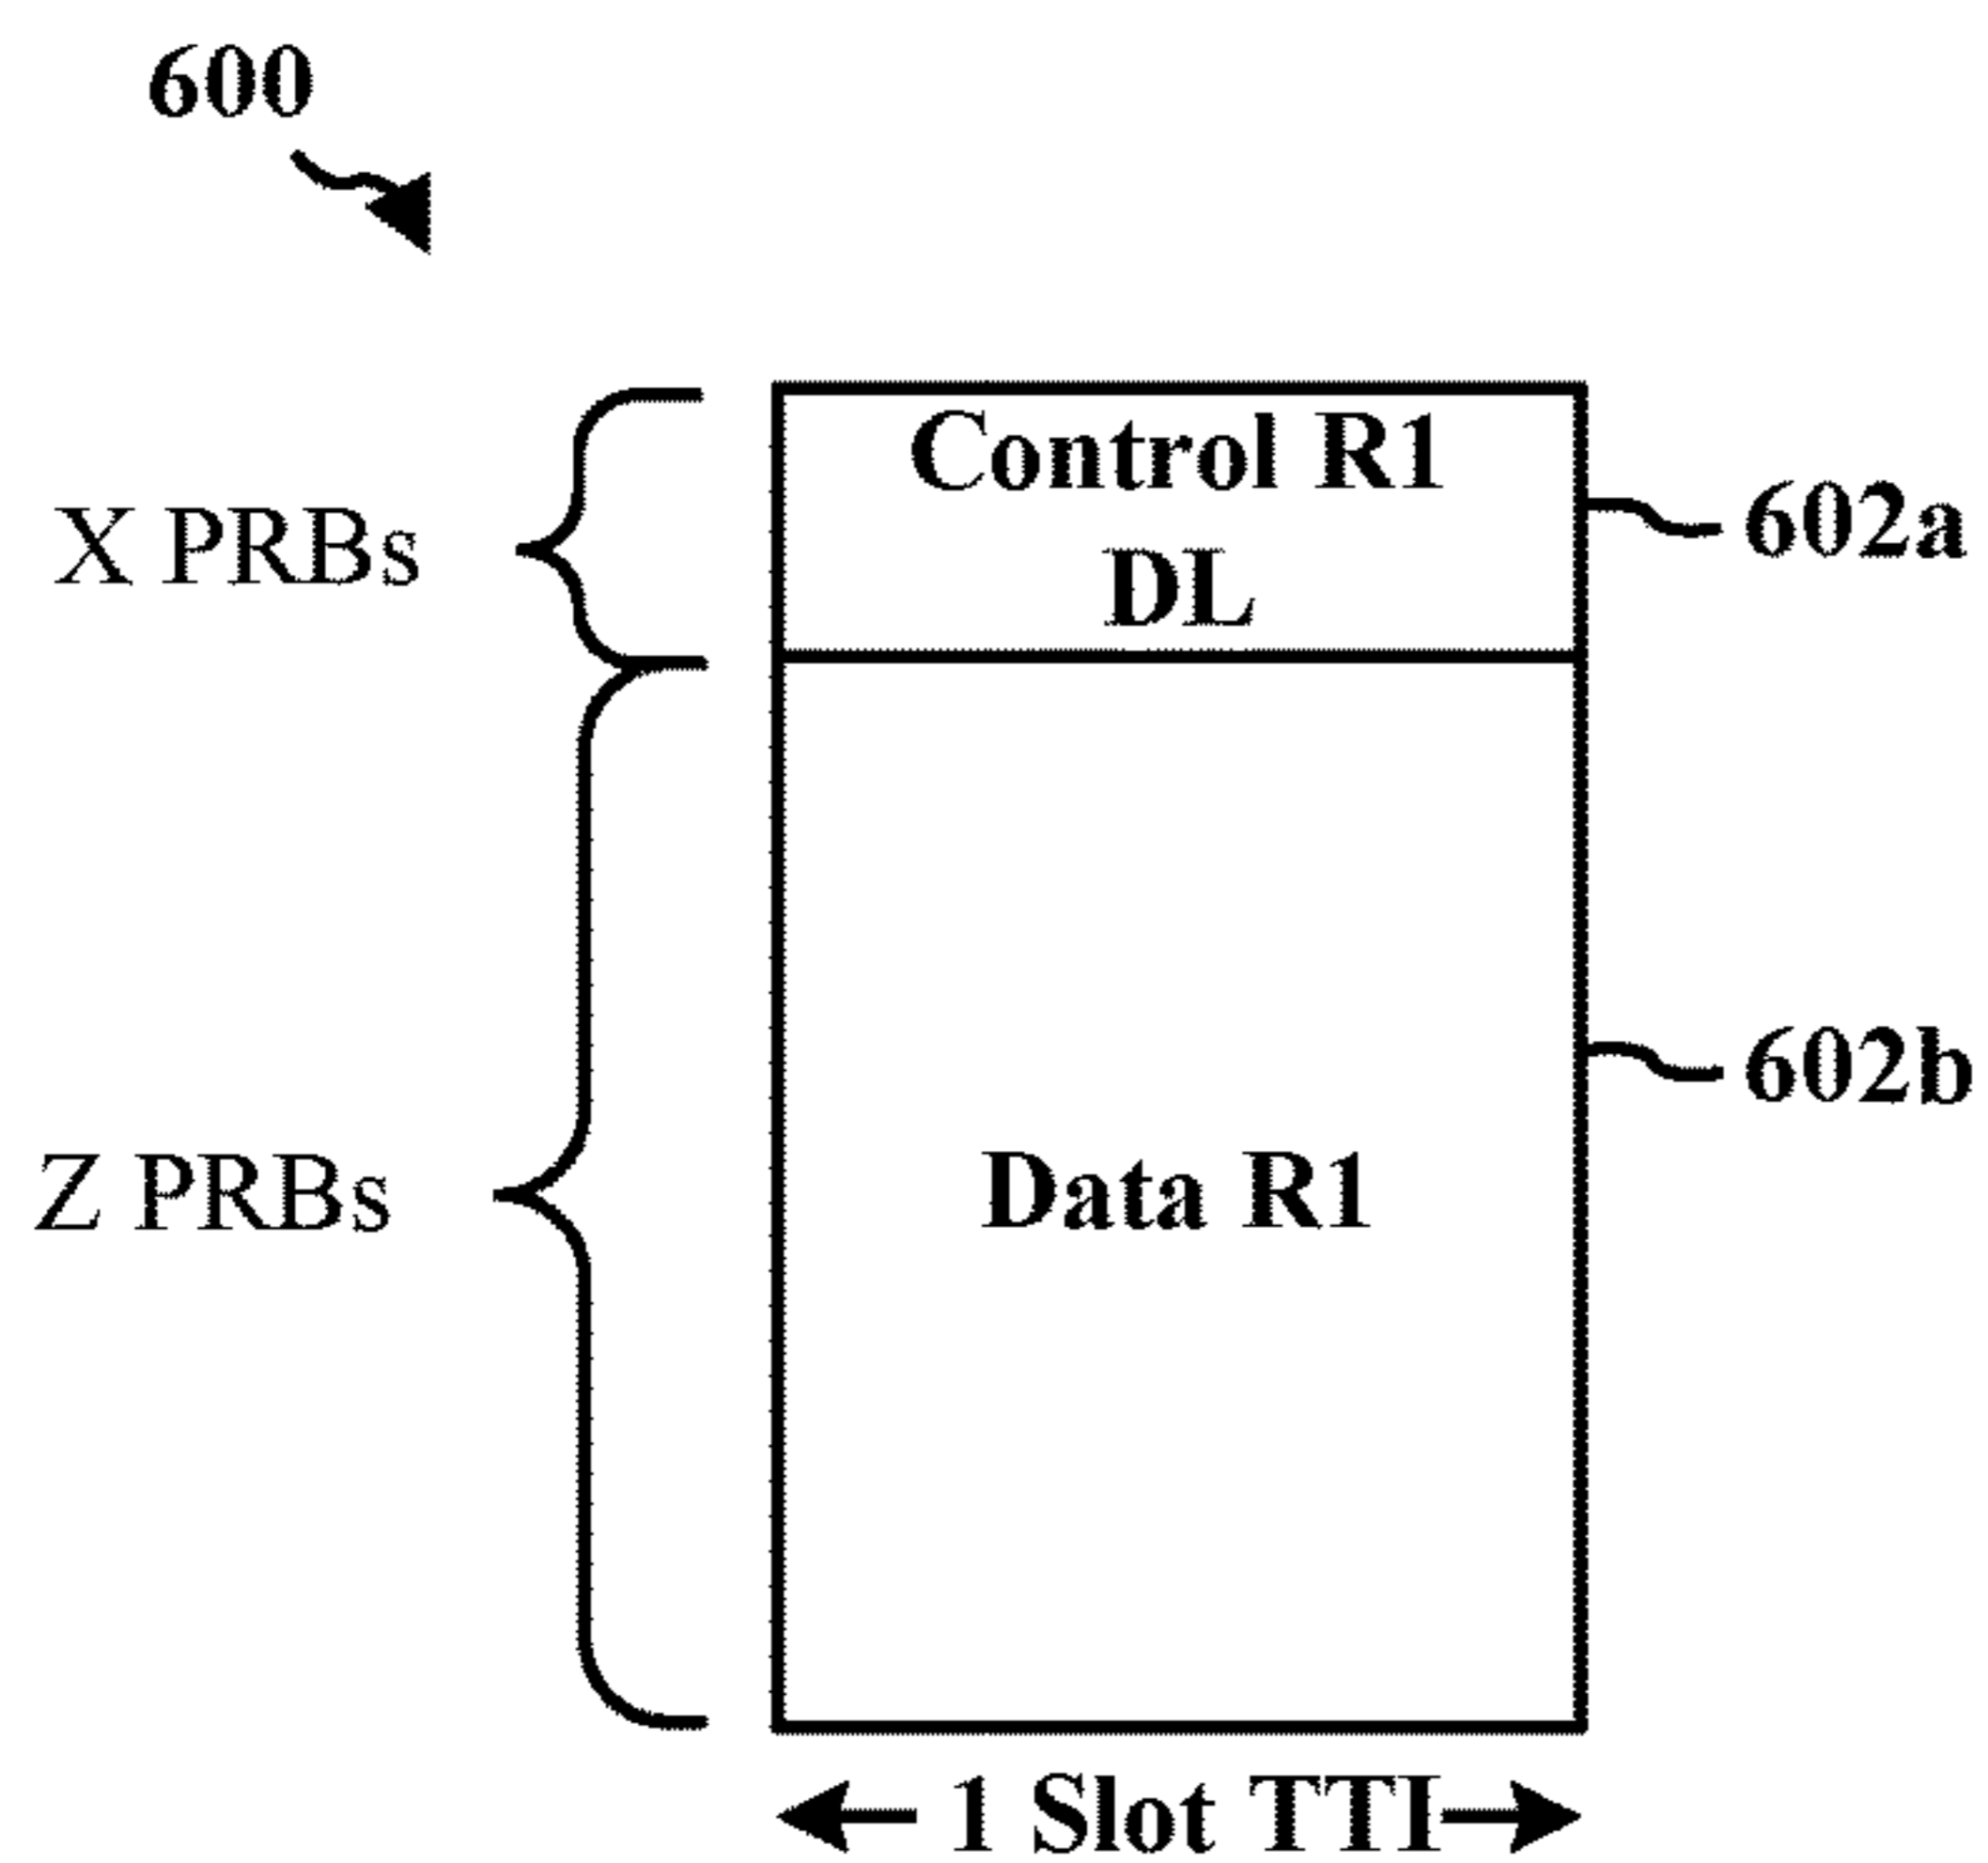 600
Control R1
DL
X PRBs
602a
602b
Z PRBs
Data R1
1 Slot TTI